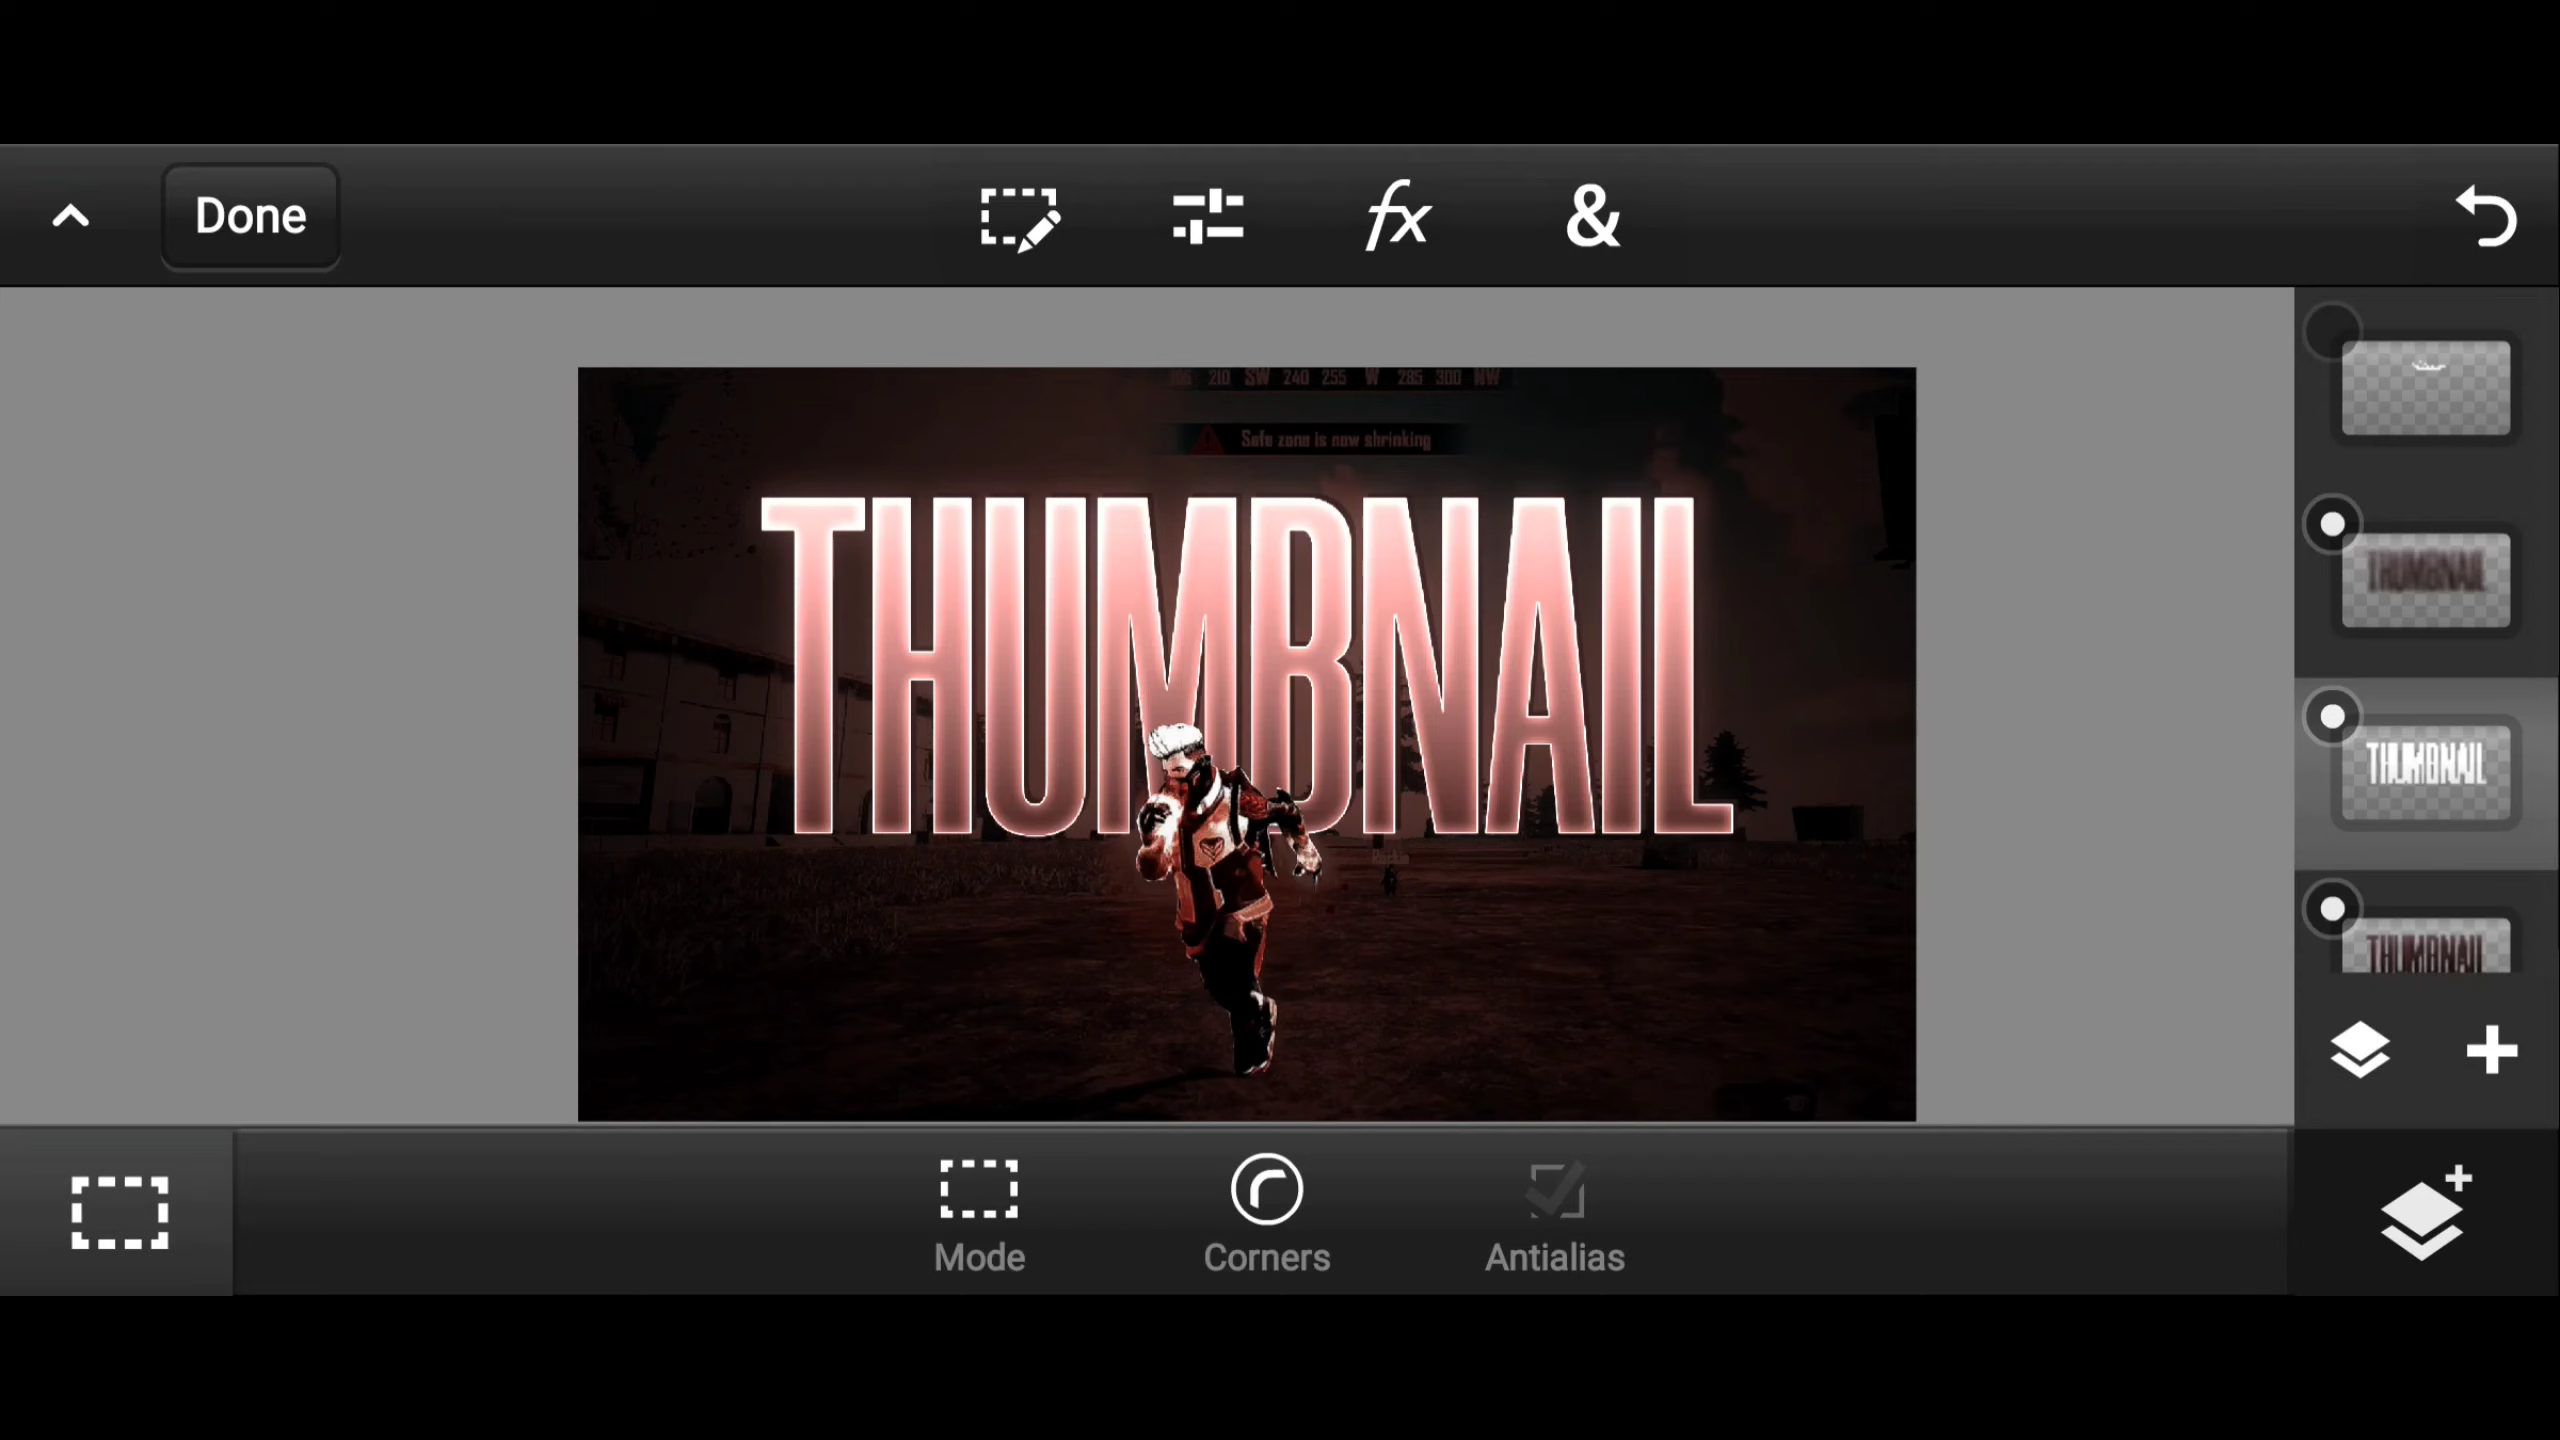 Done
fx
&
210 SW 240 255 W 285 300 NW
Safe zone is now shrinking
THUMBNAIL
THUMBNAIL
THUMBNAIL
THUMBNAIL
Mode
Corners
Antialias